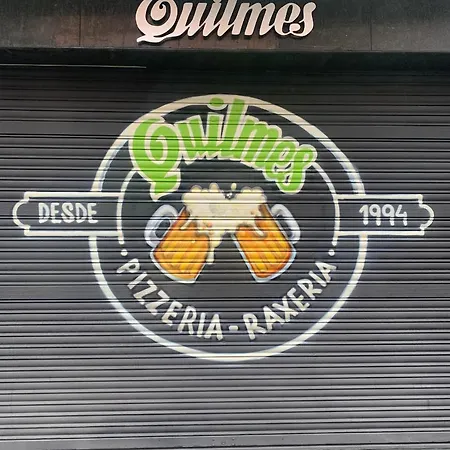 Quilmes
Quilmes
DESDE
1994
· PIZZERIA - RAXERIA ·